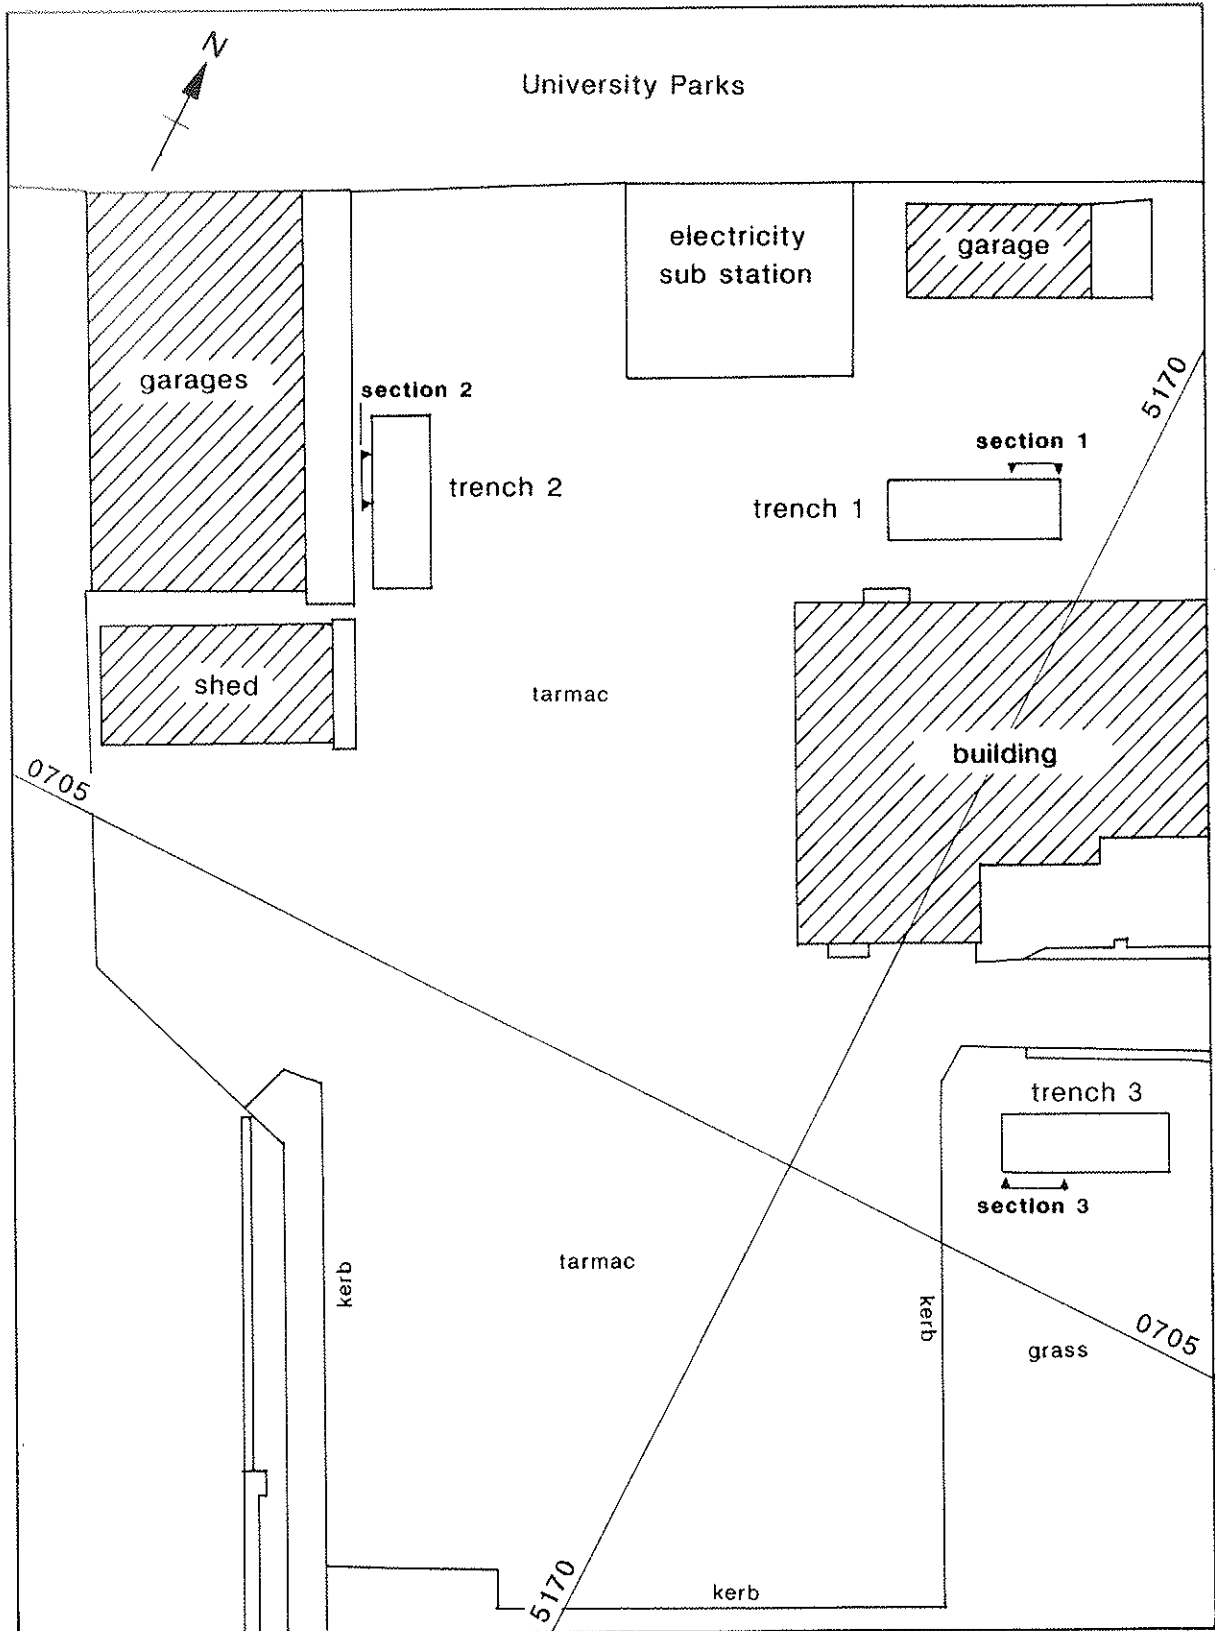 N
University Parks
electricity
sub station
garage
garages
section 2
5170
section 1
trench 2
trench 1
shed
tarmac
building
0705
trench 3
section 3
tarmac
kerb
kerb
0705
grass
5170
kerb